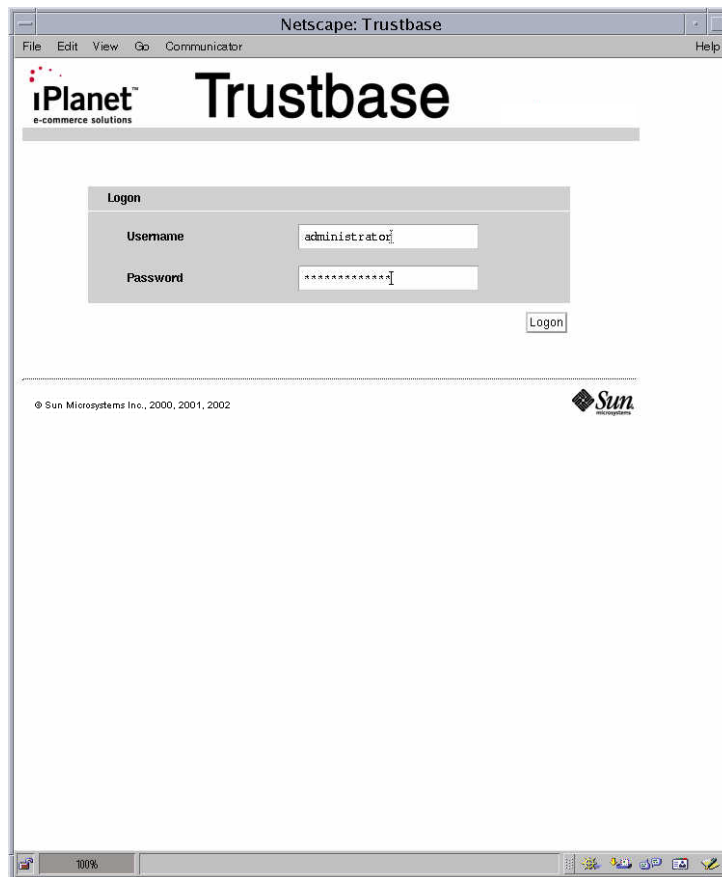 Netscape: Trustbase
File Edit View Go Communicator Help
iPlanet™ Trustbase
e-commerce solutions
Logon
Username administrator
Password *************
Logon
© Sun Microsystems Inc., 2000, 2001, 2002
Sun
microsystems
100%